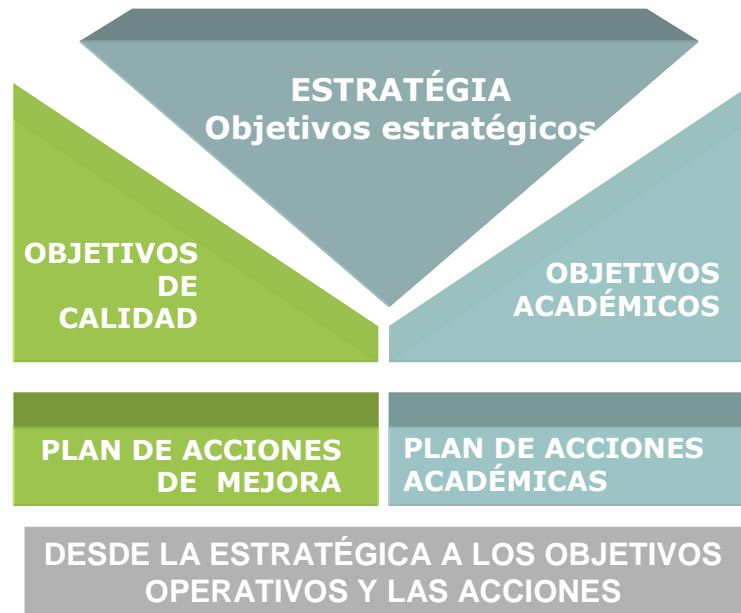 ESTRATÉGIA
Objetivos estratégicos
OBJETIVOS
DE
CALIDAD
OBJETIVOS
ACADÉMICOS
PLAN DE ACCIONES
DE MEJORA
PLAN DE ACCIONES
ACADÉMICAS
DESDE LA ESTRATÉGICA A LOS OBJETIVOS
OPERATIVOS Y LAS ACCIONES